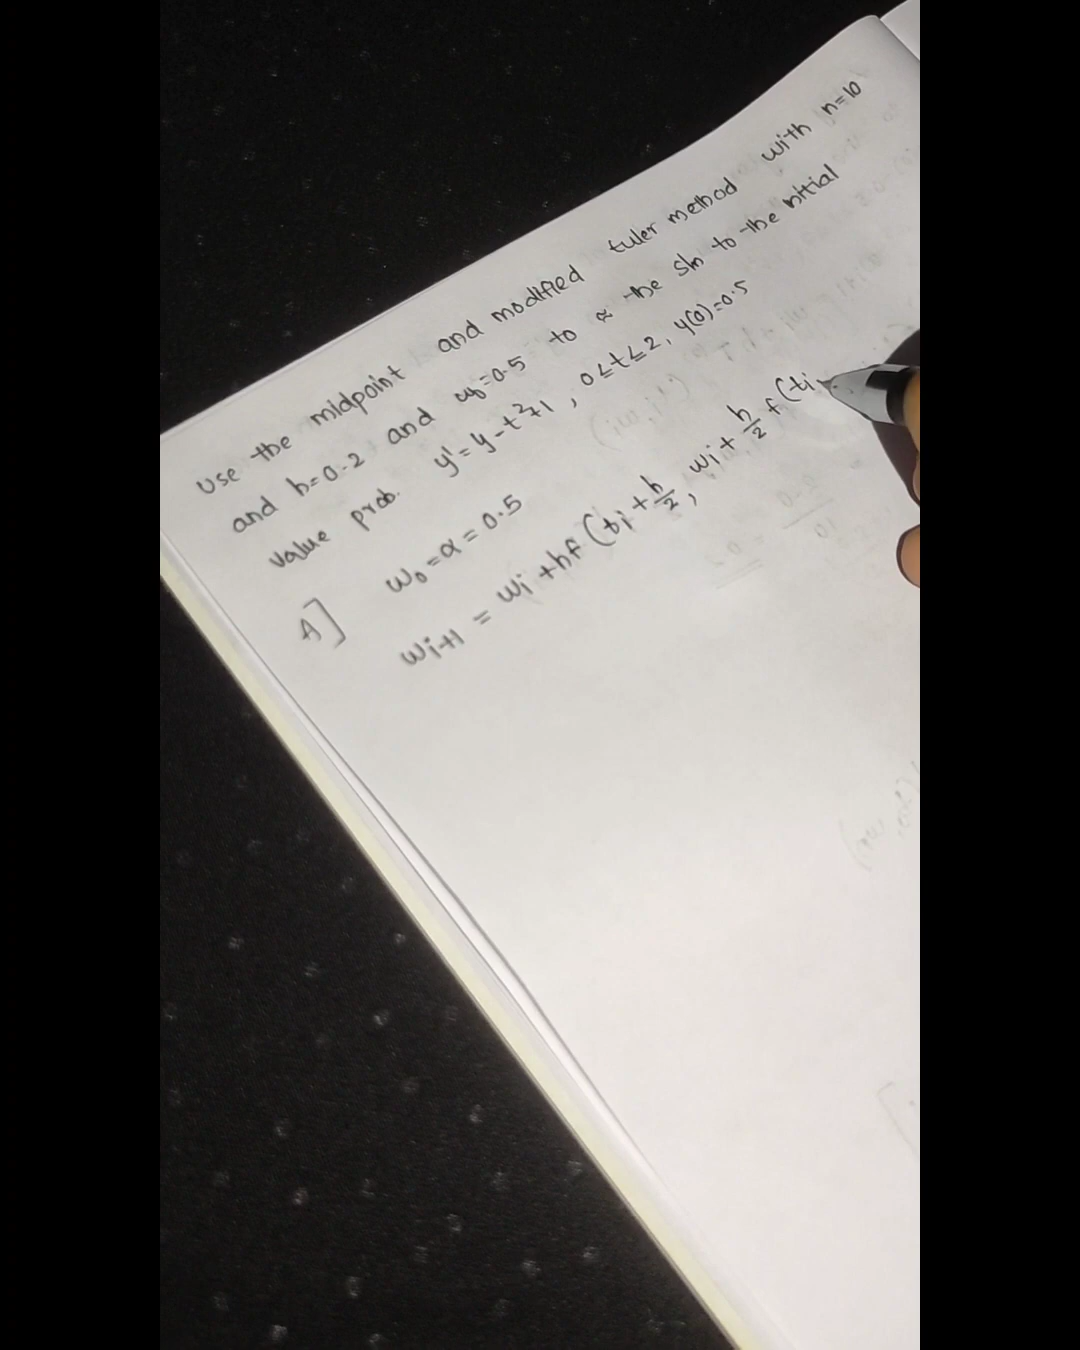 Use the midpoint and modified Euler method with n=10
and h=0.2 and w₀=0.5 to ≈ the sln to the initial
value prob. y'=y-t²+1, 0≤t≤2, y(0)=0.5
A] w₀=α=0.5
wi+1 = wi+hf(ti+h/2, wi+h/2 f(ti,